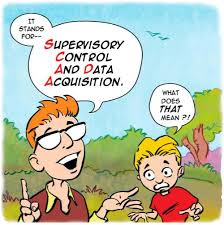 IT
STANDS
FOR--
SUPERVISORY
CONTROL
AND DATA
ACQUISITION.
WHAT
DOES
THAT
MEAN?!